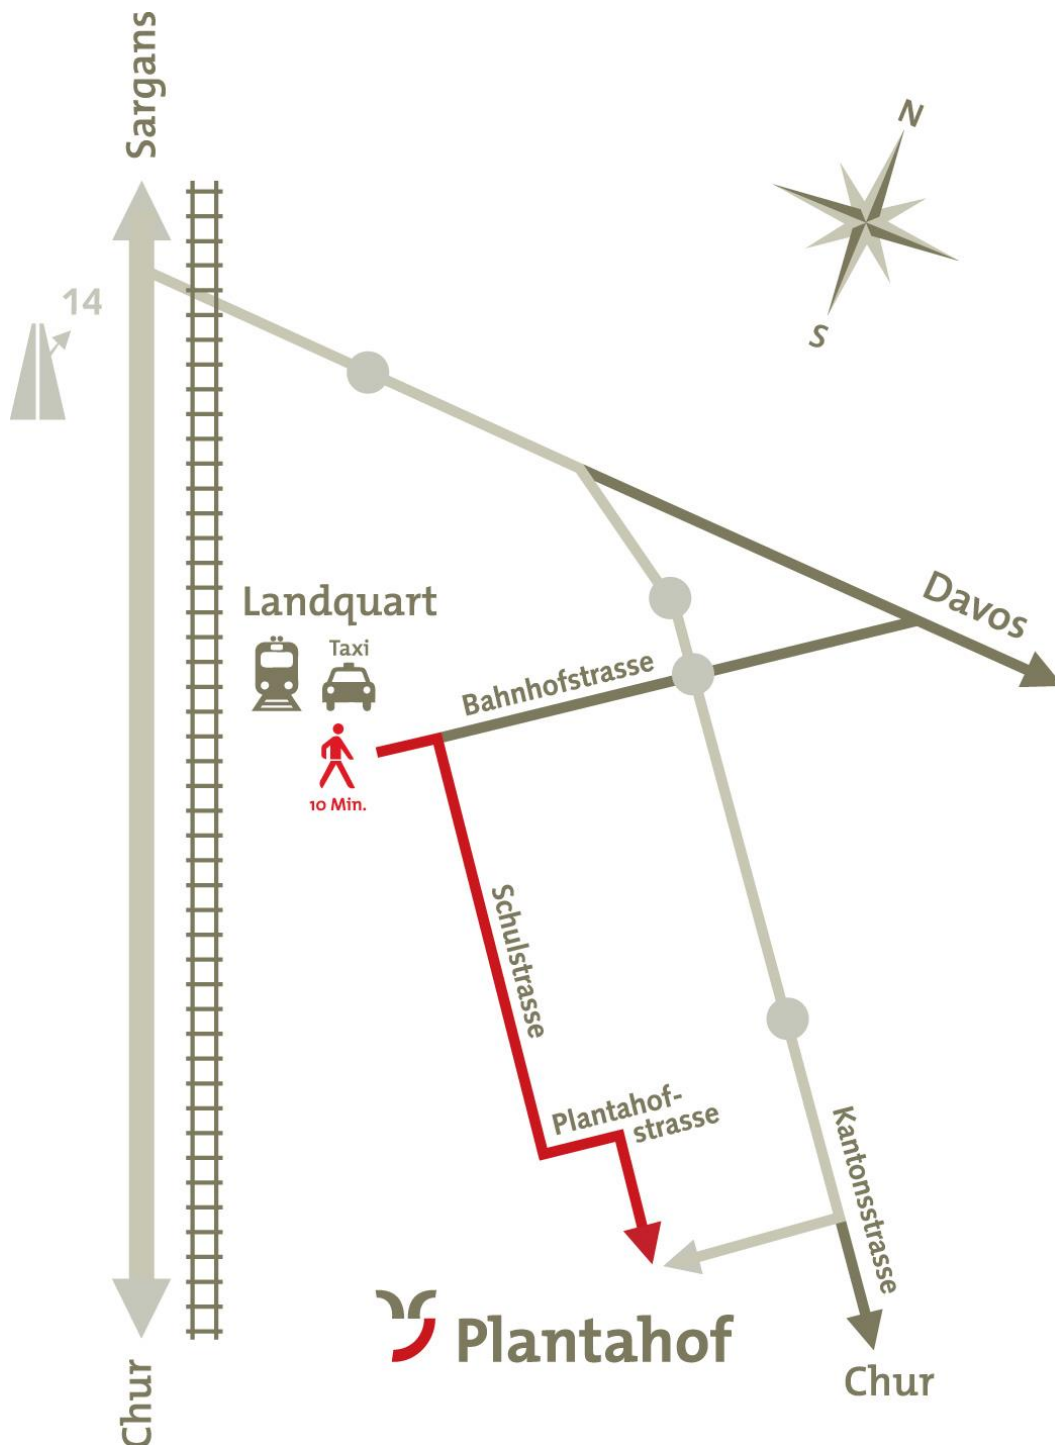 Sargans
N
14
S
Landquart
Taxi
Davos
Bahnhofstrasse
10 Min.
Schulstrasse
Plantahof-
strasse
Kantonsstrasse
Plantahof
Chur
Chur